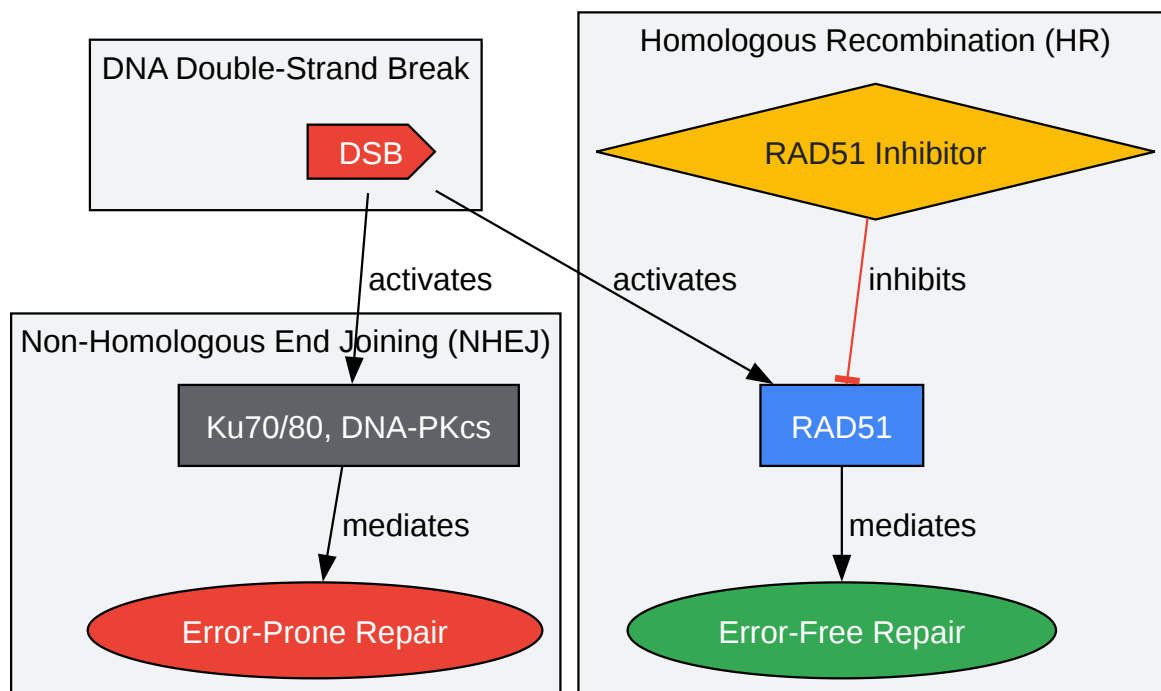 DNA Double-Strand Break
DSB
Homologous Recombination (HR)
RAD51 Inhibitor
activates
activates
inhibits
Non-Homologous End Joining (NHEJ)
Ku70/80, DNA-PKcs
RAD51
mediates
mediates
Error-Prone Repair
Error-Free Repair